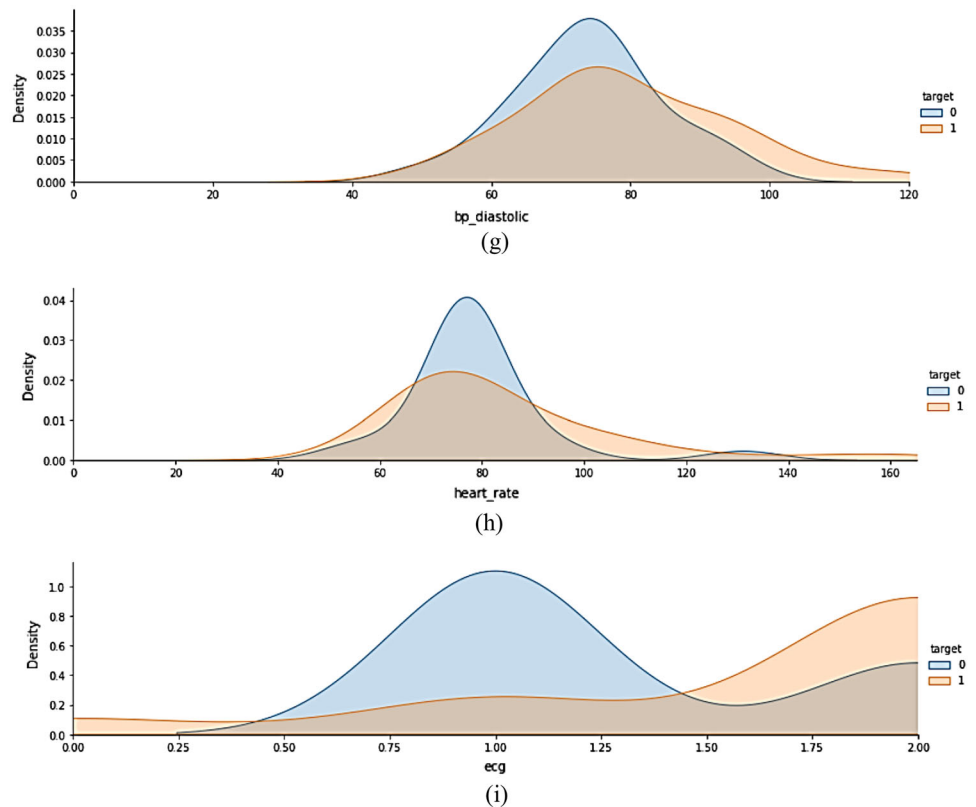 0.035
0.030
0.025
0.020
0.015
0.010
0.005
0.000
Density
0 20 40 60 80 100 120
bp_diastolic
target
0
1
(g)
0.04
0.03
0.02
0.01
0.00
Density
0 20 40 60 80 100 120 140 160
heart_rate
target
0
1
(h)
1.0
0.8
0.6
0.4
0.2
0.0
Density
0.00 0.25 0.50 0.75 1.00 1.25 1.50 1.75 2.00
ecg
target
0
1
(i)